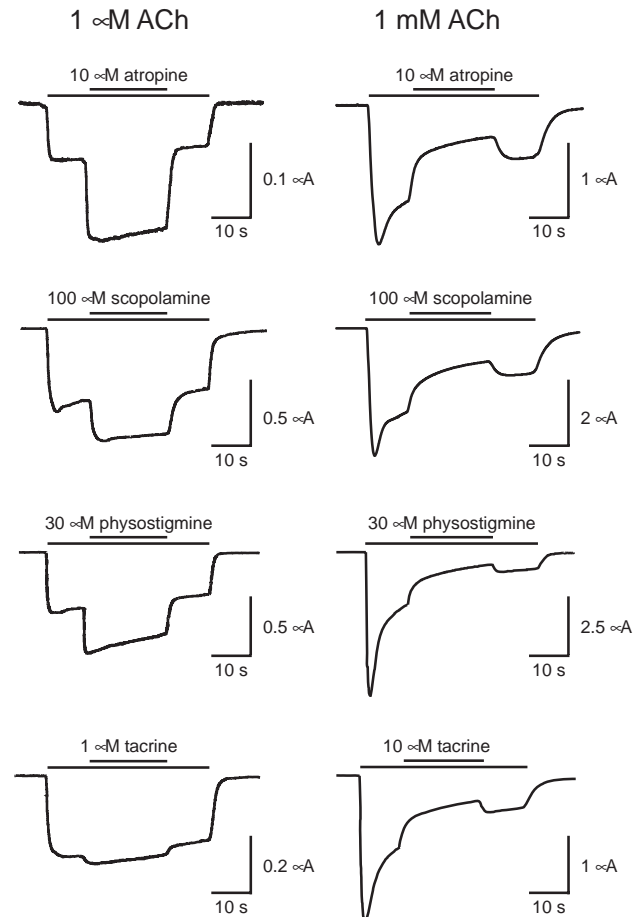 1 ∝M ACh
1 mM ACh
10 ∝M atropine
10 ∝M atropine
0.1 ∝A
10 s
1 ∝A
10 s
100 ∝M scopolamine
100 ∝M scopolamine
0.5 ∝A
10 s
2 ∝A
10 s
30 ∝M physostigmine
30 ∝M physostigmine
0.5 ∝A
10 s
2.5 ∝A
10 s
1 ∝M tacrine
10 ∝M tacrine
0.2 ∝A
10 s
1 ∝A
10 s